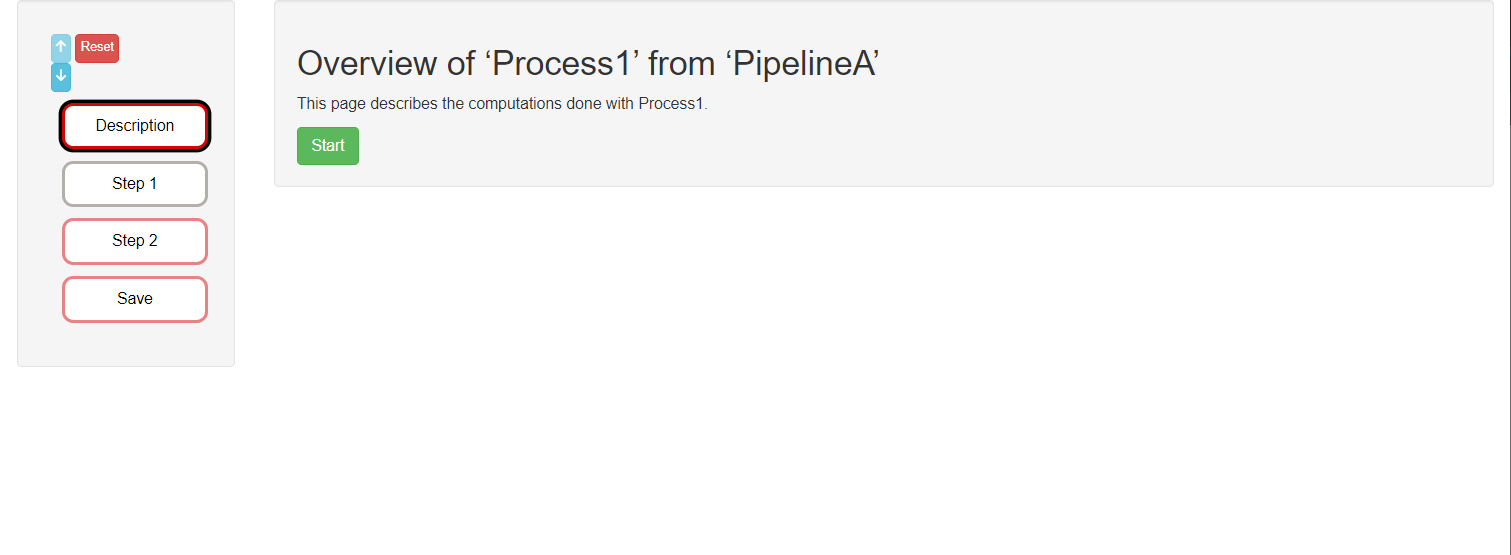 Reset
Description
Step 1
Step 2
Save
Overview of ‘Process1’ from ‘PipelineA’
This page describes the computations done with Process1.
Start